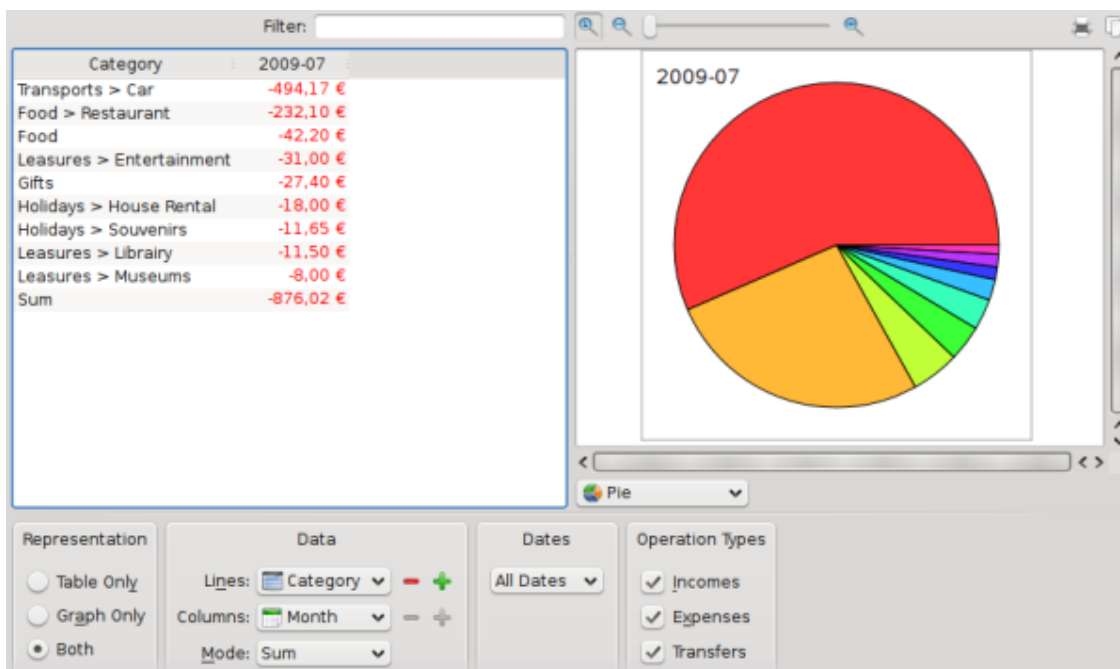 Filter:
Category 2009-07
Transports > Car -494,17 €
Food > Restaurant -232,10 €
Food -42,20 €
Leasures > Entertainment -31,00 €
Gifts -27,40 €
Holidays > House Rental -18,00 €
Holidays > Souvenirs -11,65 €
Leasures > Librairy -11,50 €
Leasures > Museums -8,00 €
Sum -876,02 €
2009-07
Pie
Representation
Table Only
Graph Only
Both
Data
Lines: Category
Columns: Month
Mode: Sum
Dates
All Dates
Operation Types
Incomes
Expenses
Transfers